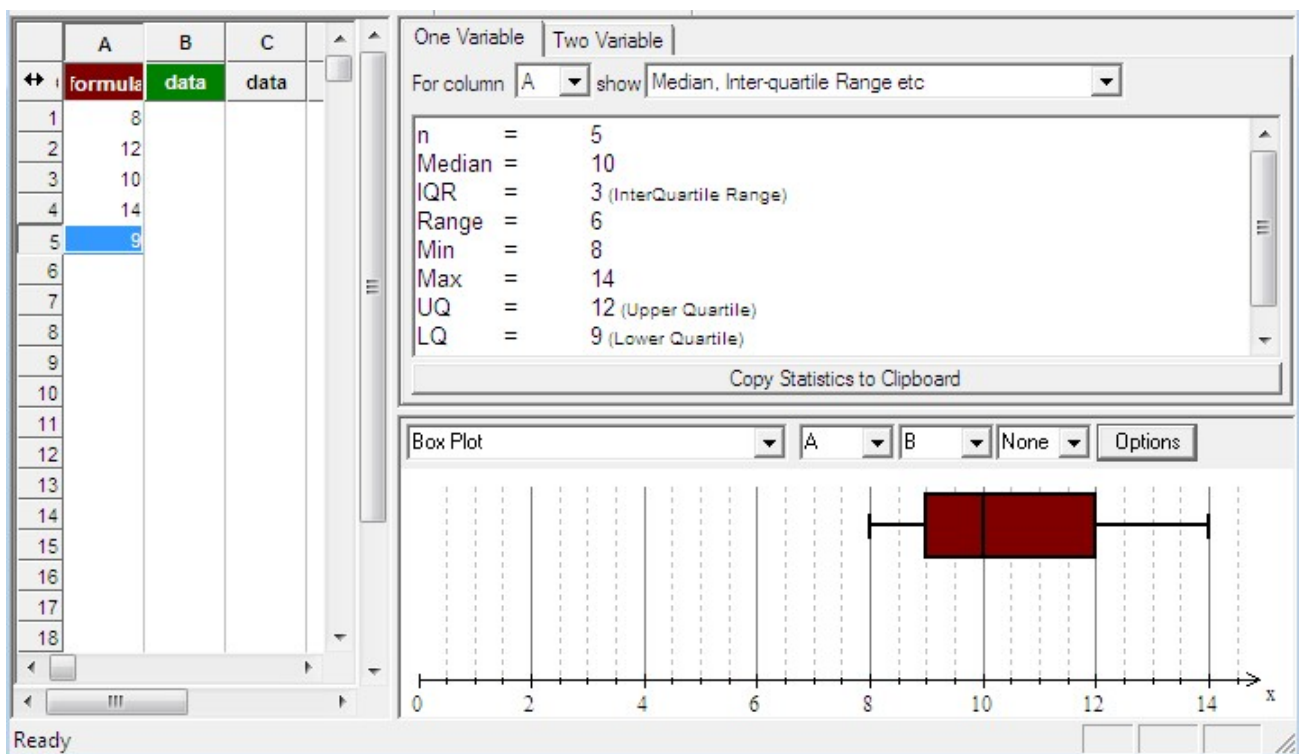 A B C
formula data data
1 8
2 12
3 10
4 14
5 9
6
7
8
9
10
11
12
13
14
15
16
17
18
One Variable Two Variable
For column A show Median, Inter-quartile Range etc
n = 5
Median = 10
IQR = 3 (InterQuartile Range)
Range = 6
Min = 8
Max = 14
UQ = 12 (Upper Quartile)
LQ = 9 (Lower Quartile)
Copy Statistics to Clipboard
Box Plot A B None Options
0 2 4 6 8 10 12 14 x
Ready